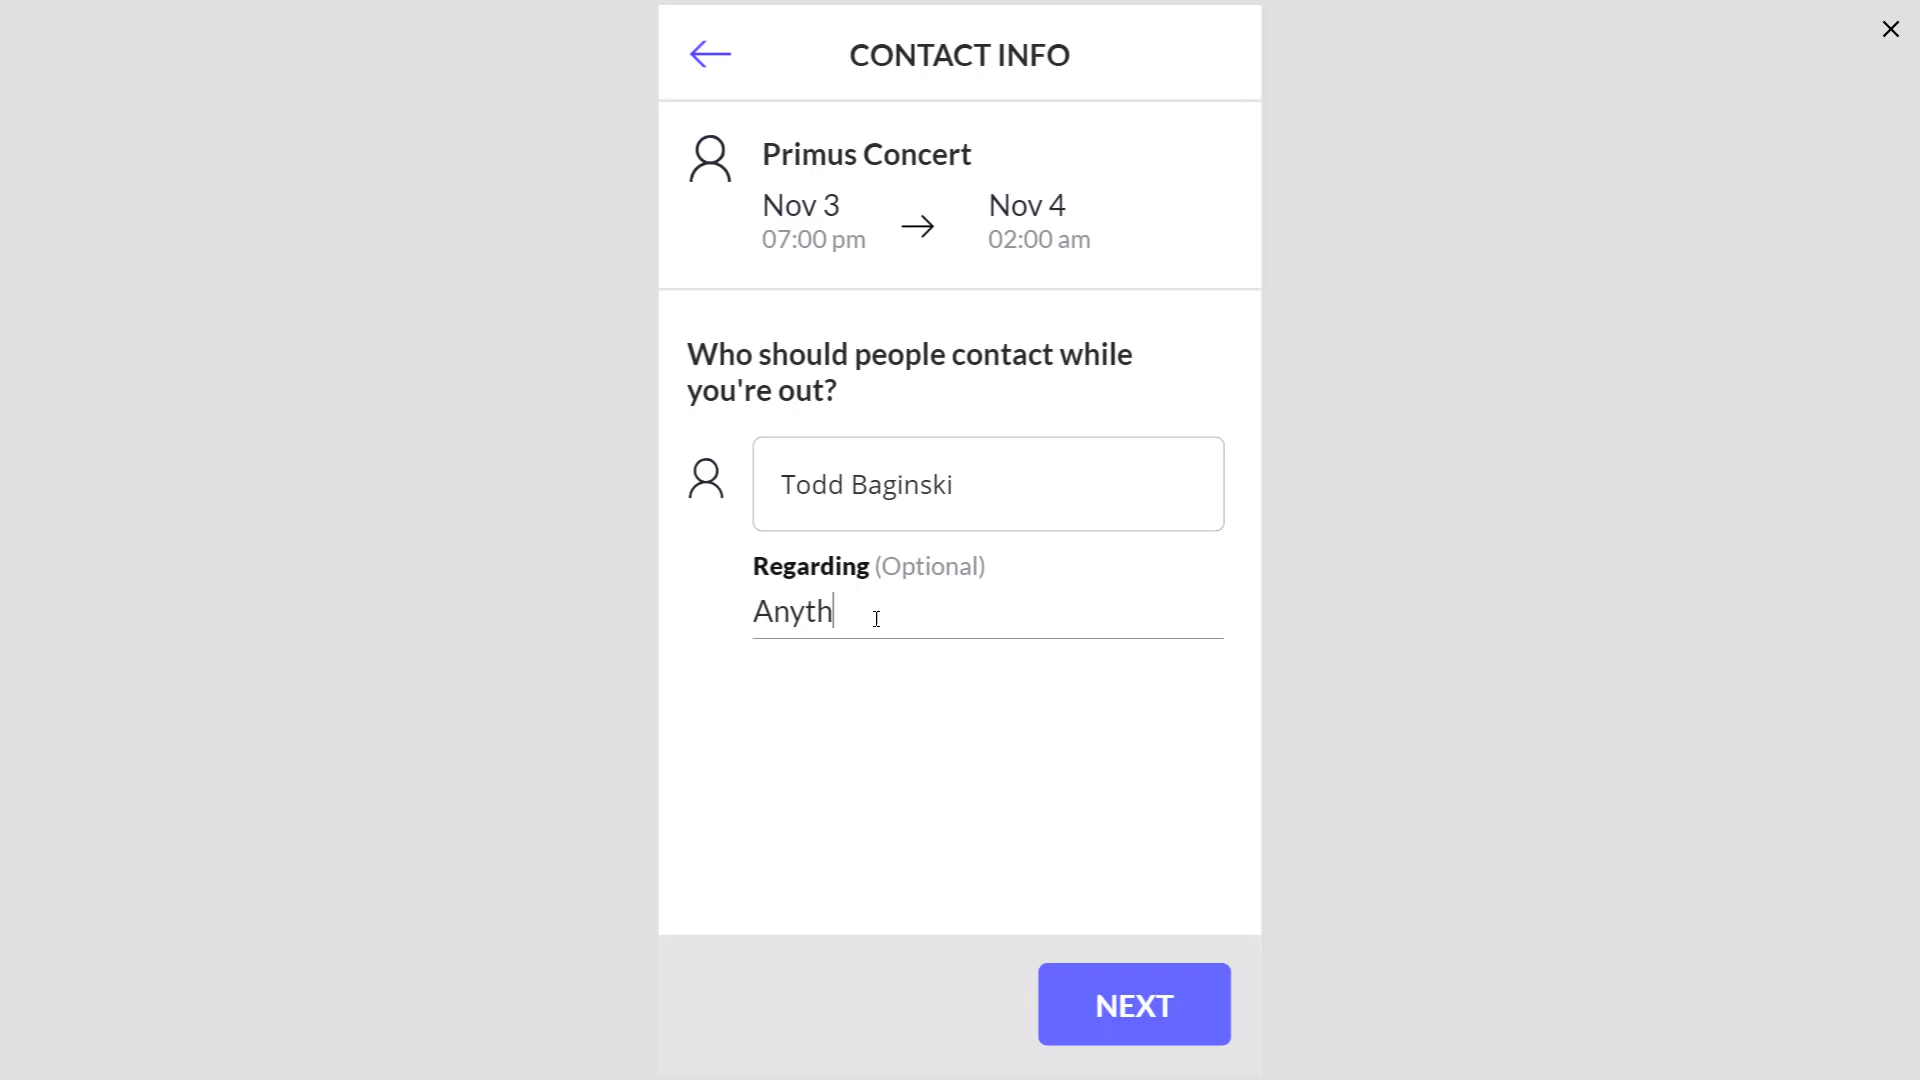 CONTACT INFO
Primus Concert
Nov 3
07:00 pm
Nov 4
02:00 am
Who should people contact while
you're out?
Todd Baginski
Regarding (Optional)
Anyth
NEXT